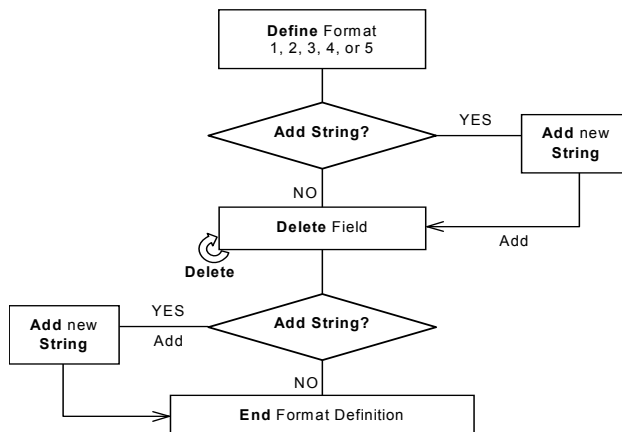 Define Format
1, 2, 3, 4, or 5
Add String?
YES
Add new
String
NO
Delete Field
Add
Delete
Add new
String
YES
Add
Add String?
NO
End Format Definition